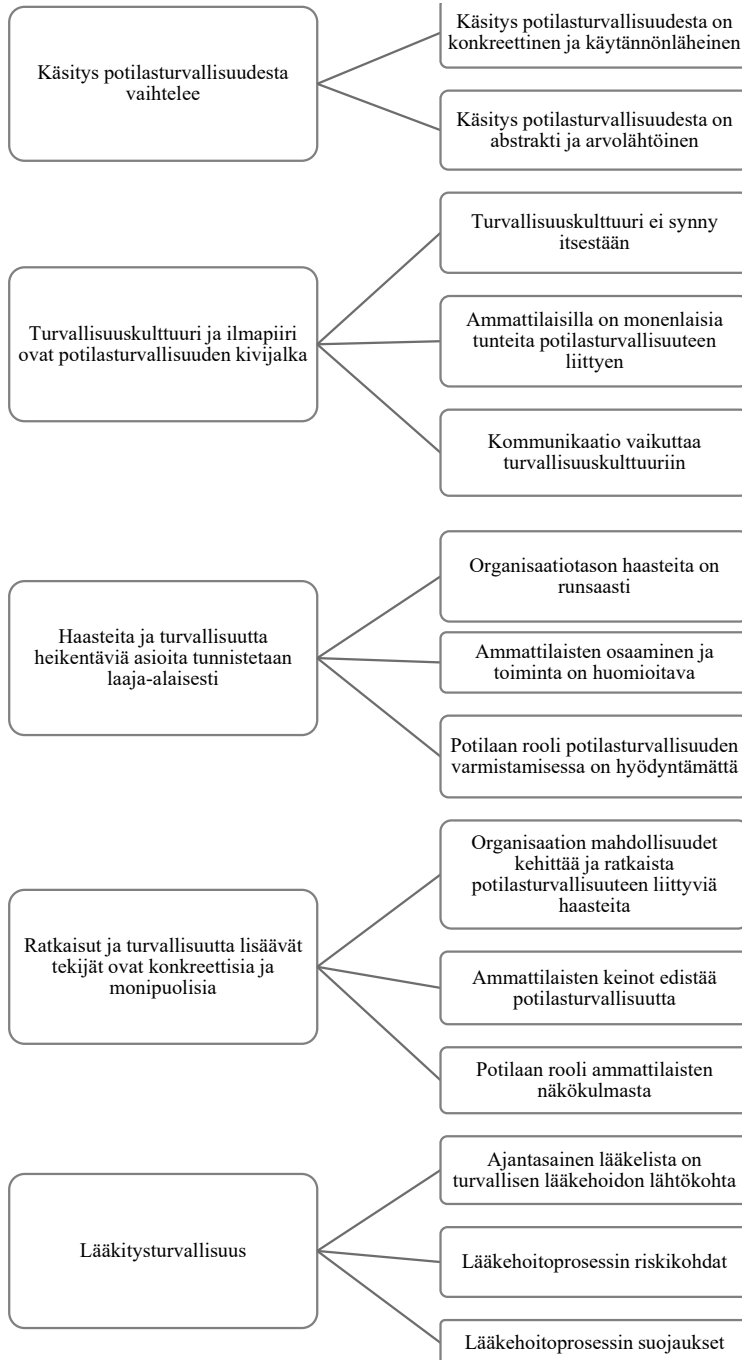 Käsitys potilasturvallisuudesta
vaihtelee
Käsitys potilasturvallisuudesta on
konkreettinen ja käytännönläheinen
Käsitys potilasturvallisuudesta on
abstrakti ja arvolähtöinen
Turvallisuuskulttuuri ja ilmapiiri
ovat potilasturvallisuuden kivijalka
Turvallisuuskulttuuri ei synny
itsestään
Ammattilaisilla on monenlaisia
tunteita potilasturvallisuuteen
liittyen
Kommunikaatio vaikuttaa
turvallisuuskulttuuriin
Haasteita ja turvallisuutta
heikentäviä asioita tunnistetaan
laaja-alaisesti
Organisaatiotason haasteita on
runsaasti
Ammattilaisten osaaminen ja
toiminta on huomioitava
Potilaan rooli potilasturvallisuuden
varmistamisessa on hyödyntämättä
Ratkaisut ja turvallisuutta lisäävät
tekijät ovat konkreettisia ja
monipuolisia
Organisaation mahdollisuudet
kehittää ja ratkaista
potilasturvallisuuteen liittyviä
haasteita
Ammattilaisten keinot edistää
potilasturvallisuutta
Potilaan rooli ammattilaisten
näkökulmasta
Lääkitysturvallisuus
Ajantasainen lääkelista on
turvallisen lääkehoidon lähtökohta
Lääkehoitoprosessin riskikohdat
Lääkehoitoprosessin suojaukset